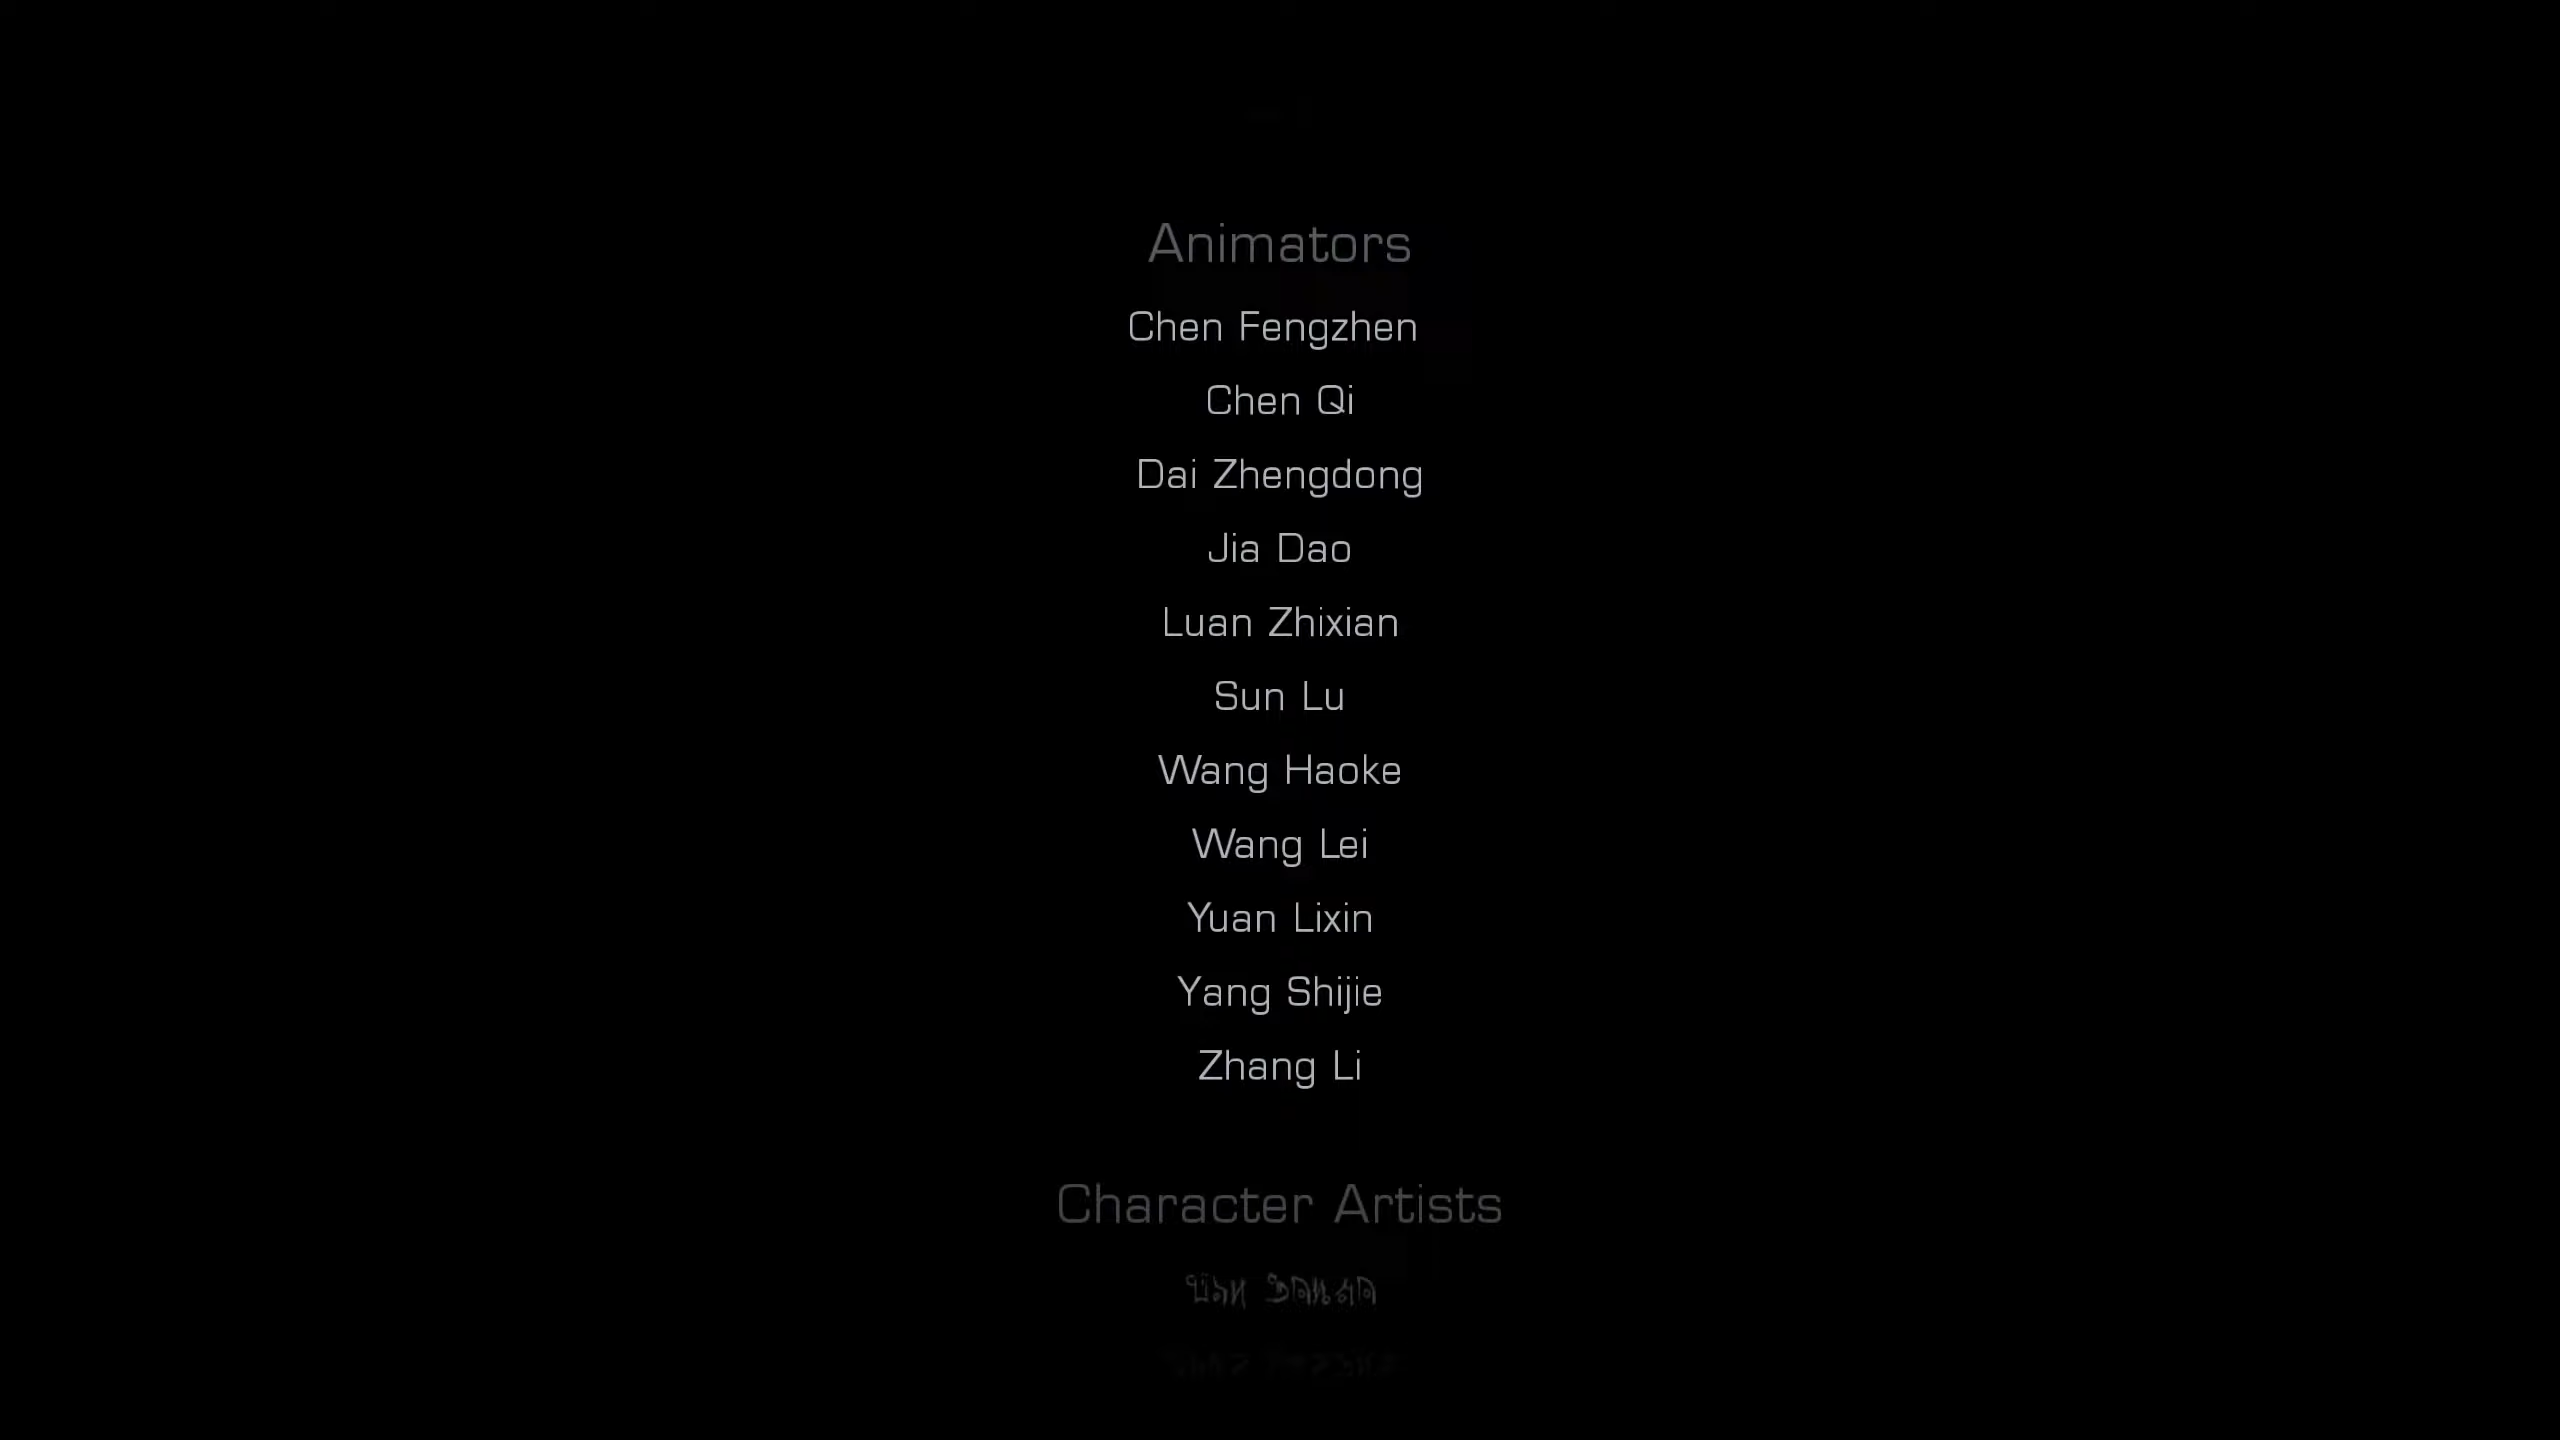 Animators
Chen Fengzhen
Chen Qi
Dai Zhengdong
Jia Dao
Luan Zhixian
Sun Lu
Wang Haoke
Wang Lei
Yuan Lixin
Yang Shijie
Zhang Li
Character Artists